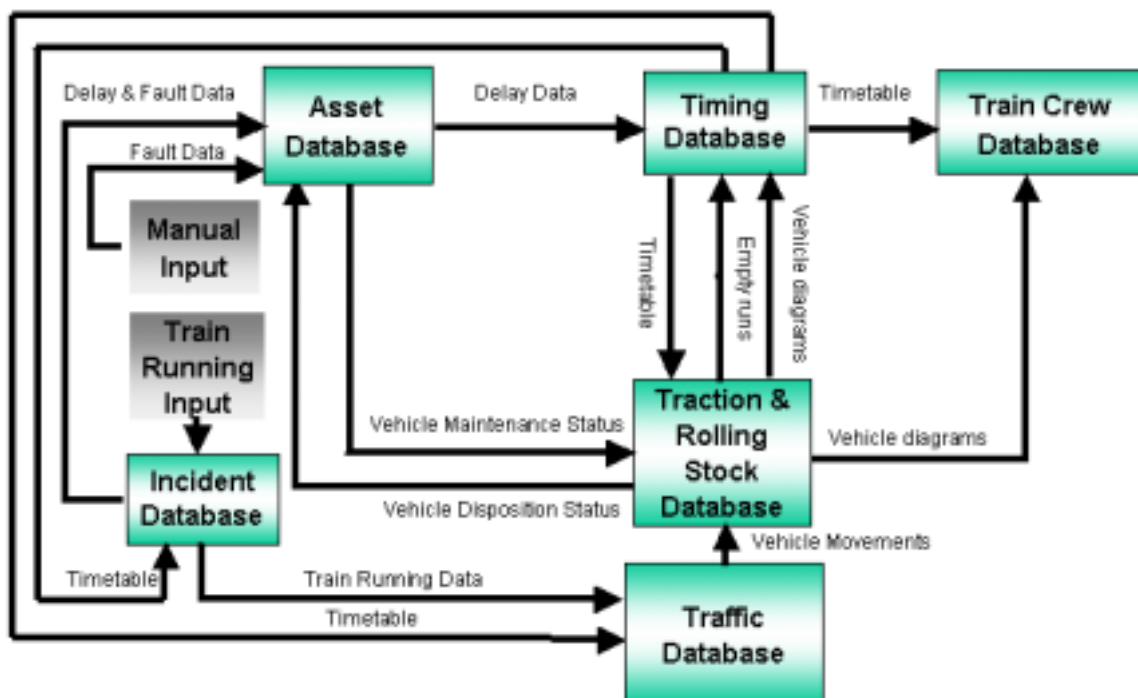 Delay & Fault Data
Asset
Database
Delay Data
Timing
Database
Timetable
Train Crew
Database
Fault Data
Manual
Input
Timetable
Empty runs
Vehicle diagrams
Train
Running
Input
Vehicle Maintenance Status
Traction &
Rolling
Stock
Database
Vehicle diagrams
Incident
Database
Vehicle Disposition Status
Vehicle Movements
Timetable
Train Running Data
Timetable
Traffic
Database